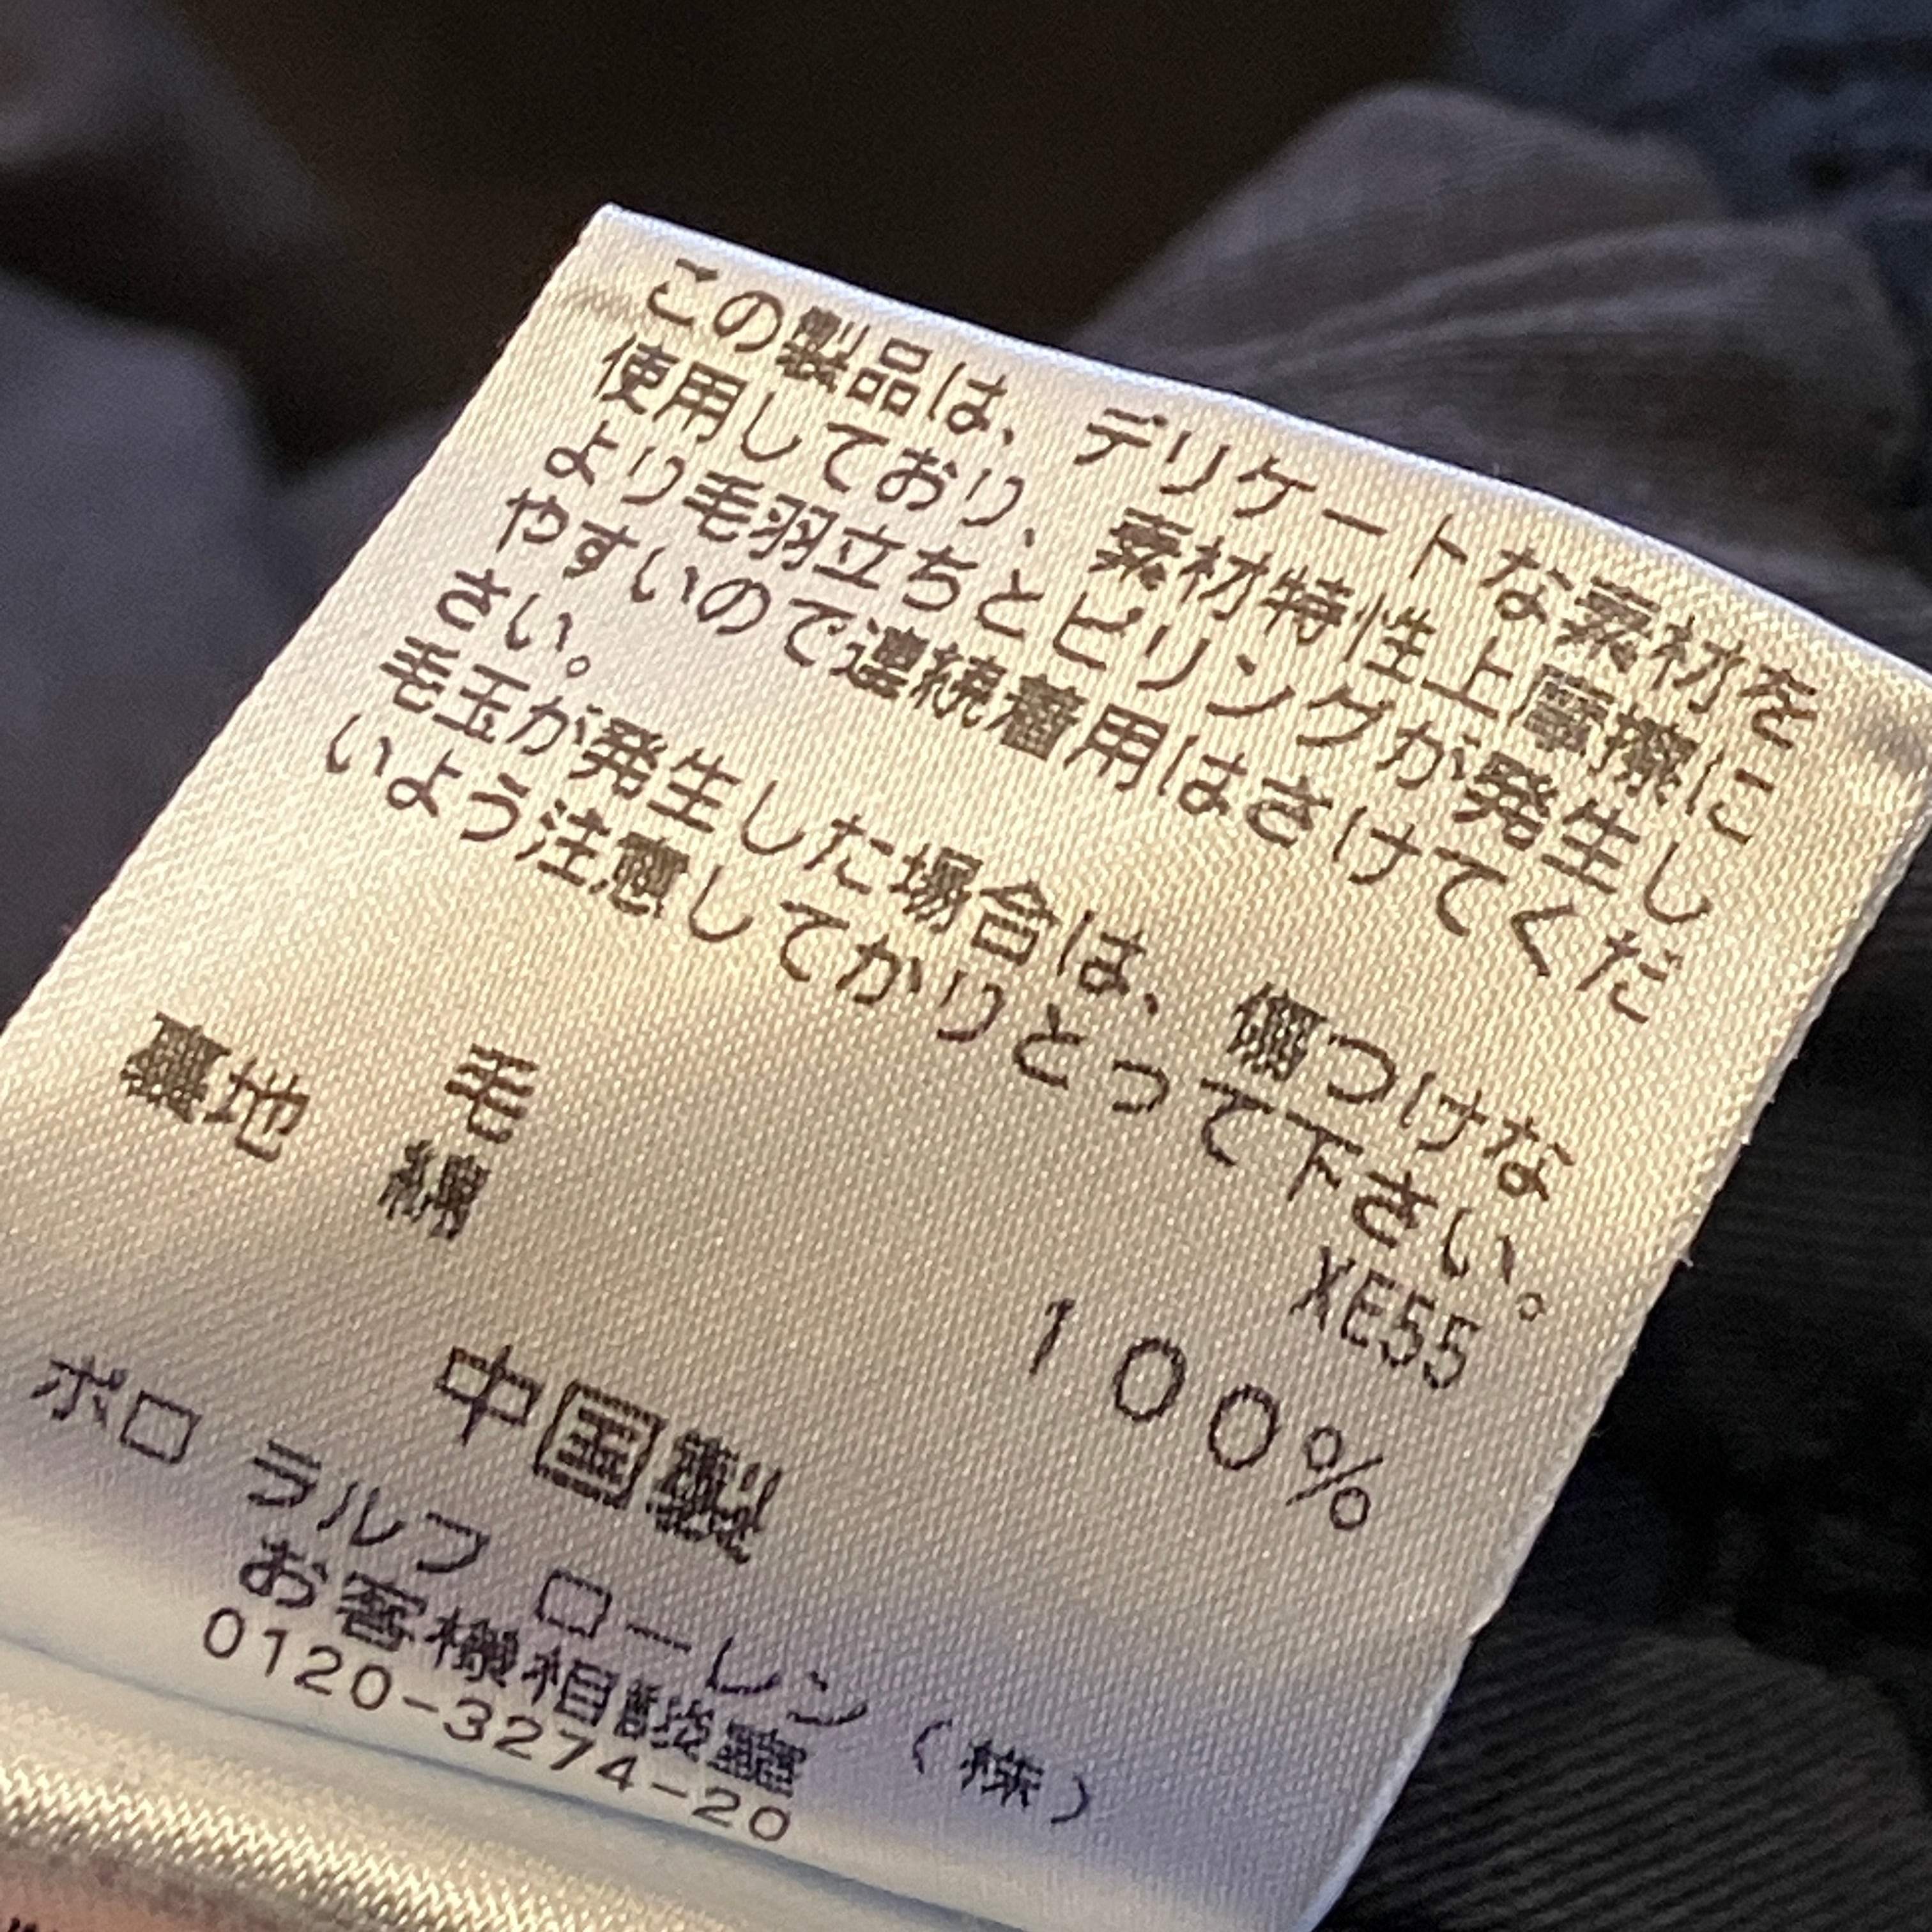 この製品は、デリケートな素材を
使用しており、素材特性上摩擦に
より毛羽立ちとピリングが発生し
やすいので連続着用はさけてくだ
さい。
毛玉が発生した場合は、傷つけな
いよう注意してかりとって下さい。
XE55
毛 100%
裏地 綿
中国製
ポロ ラルフ ローレン(株)
お客様相談室
0120-3274-20